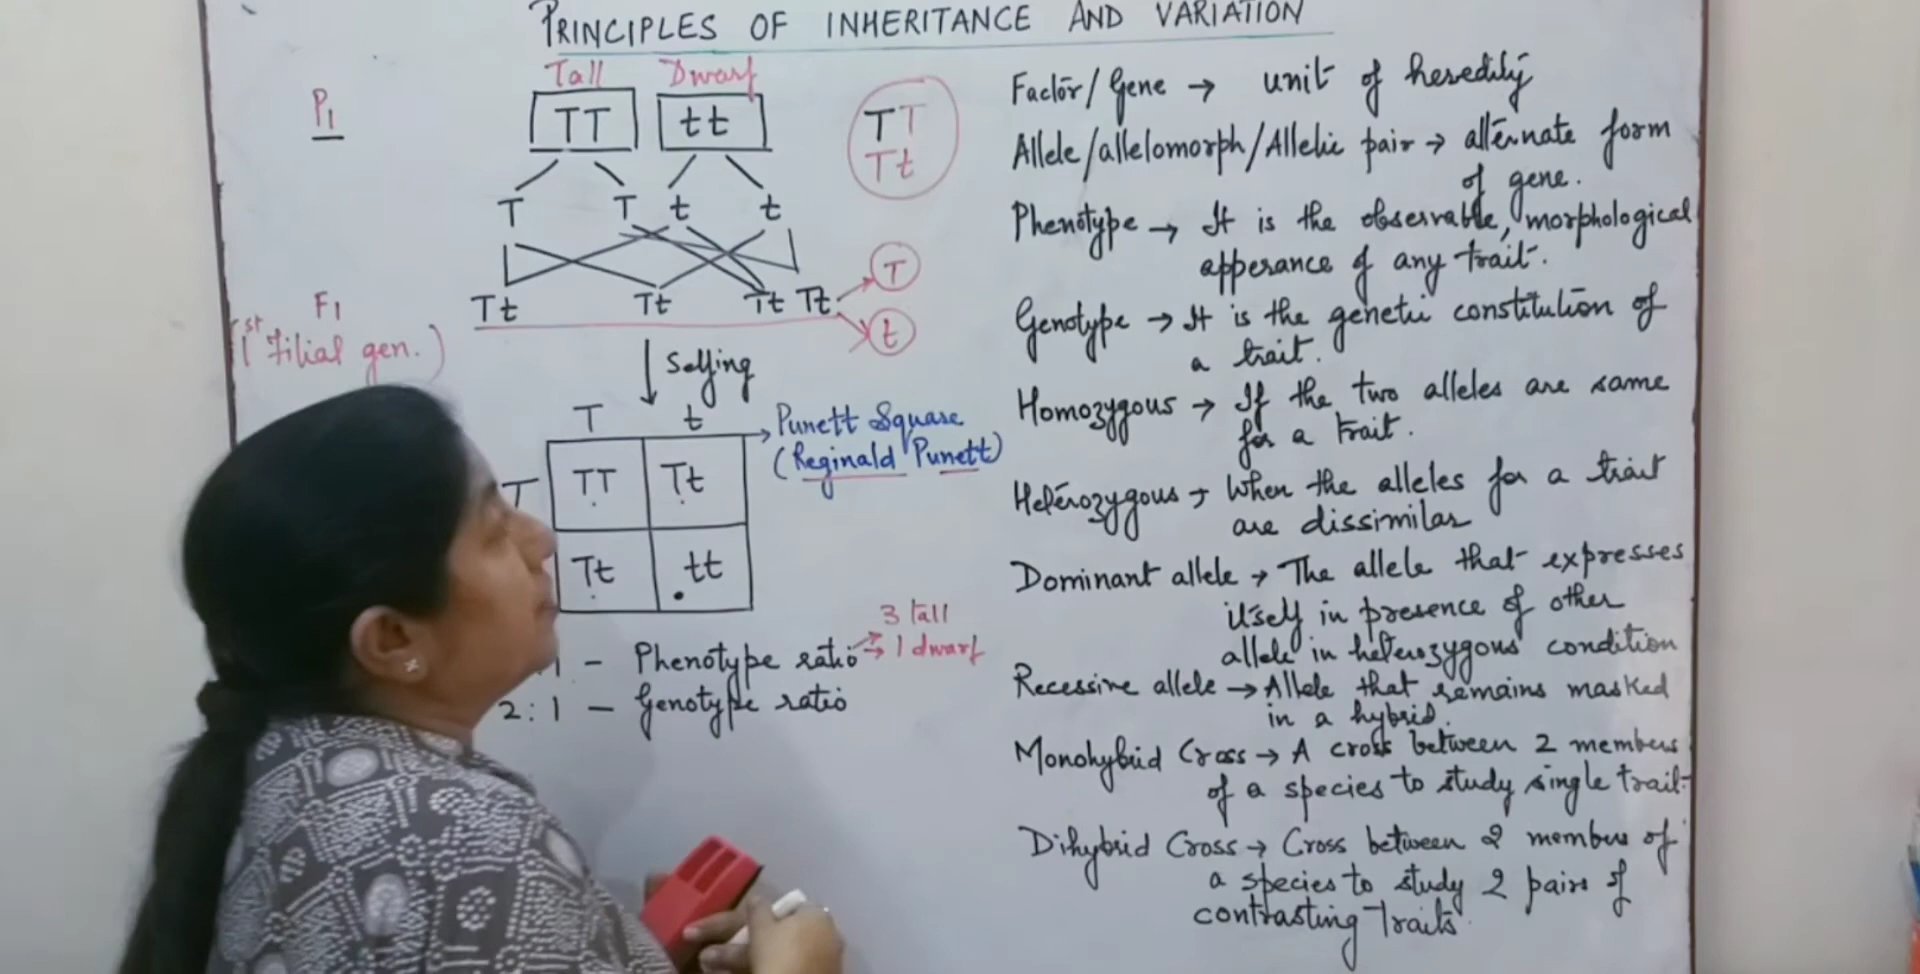 PRINCIPLES OF INHERITANCE AND VARIATION
Tall Dwarf
P1
TT tt
TT
Tt
T T t t
T
Tt Tt Tt Tt
t
F1
(1st Filial gen.)
Selfing
T t
Punett Square
(Reginald Punett)
T
TT Tt
Tt tt
3 tall
1 - Phenotype ratio → 1 dwarf
2:1 - Genotype ratio
Factor/Gene → unit of heredity
Allele/allelomorph/Allelic pair → alternate form
of gene.
Phenotype → It is the observable, morphological
apperance of any trait.
Genotype → It is the genetic constitution of
a trait.
Homozygous → If the two alleles are same
for a trait.
Heterozygous → When the alleles for a trait
are dissimilar
Dominant allele → The allele that expresses
itself in presence of other
allele in heterozygous condition
Recessive allele → Allele that remains masked
in a hybrid.
Monohybrid Cross → A cross between 2 members
of a species to study single trait
Dihybrid Cross → Cross between 2 members of
a species to study 2 pairs of
contrasting Traits.